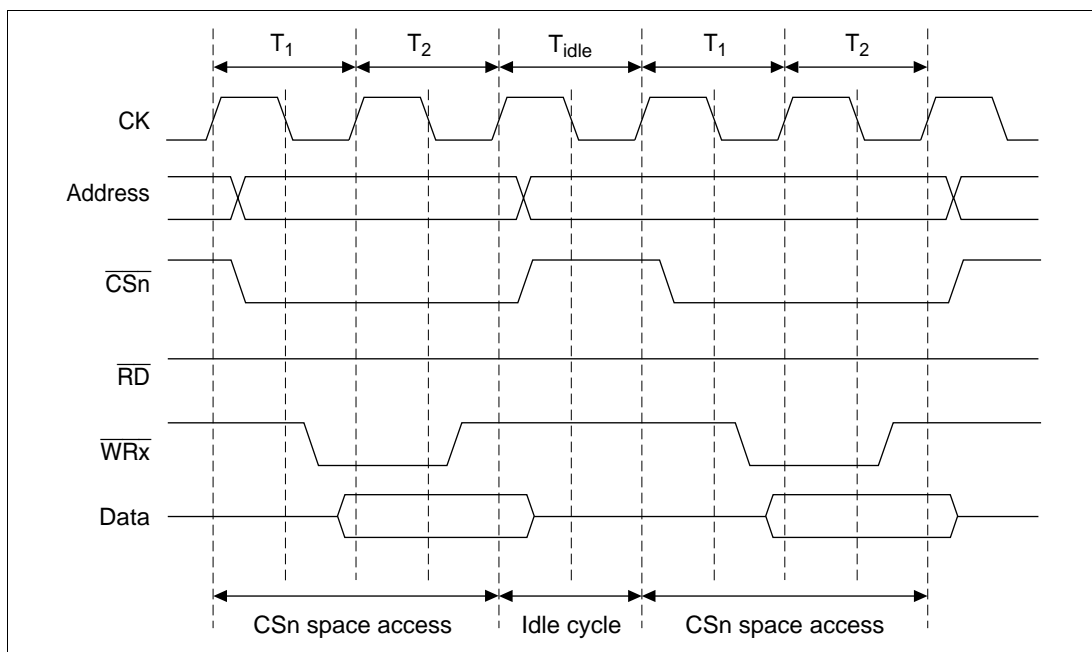 T1 T2 Tidle T1 T2
CK
Address
CSn
RD
WRx
Data
CSn space access Idle cycle CSn space access